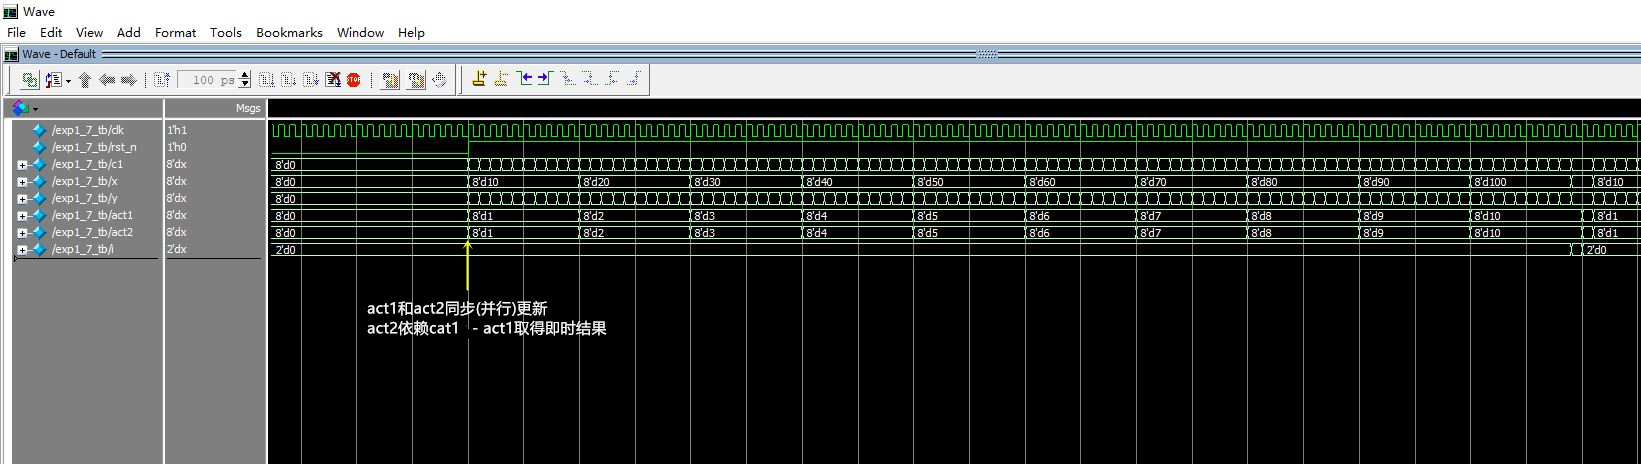 Wave
File Edit View Add Format Tools Bookmarks Window Help
Wave - Default
100 ps
STOP
Msgs
/exp1_7_tb/clk 1'h1
/exp1_7_tb/rst_n 1'h0
/exp1_7_tb/c1 8'dx 8'd0
/exp1_7_tb/x 8'dx 8'd0 8'd10 8'd20 8'd30 8'd40 8'd50 8'd60 8'd70 8'd80 8'd90 8'd100 8'd10
/exp1_7_tb/y 8'dx 8'd0
/exp1_7_tb/act1 8'dx 8'd0 8'd1 8'd2 8'd3 8'd4 8'd5 8'd6 8'd7 8'd8 8'd9 8'd10 8'd1
/exp1_7_tb/act2 8'dx 8'd0 8'd1 8'd2 8'd3 8'd4 8'd5 8'd6 8'd7 8'd8 8'd9 8'd10 8'd1
/exp1_7_tb/i 2'dx 2'd0 2'd0
act1和act2同步(并行)更新
act2依赖cat1 - act1取得即时结果